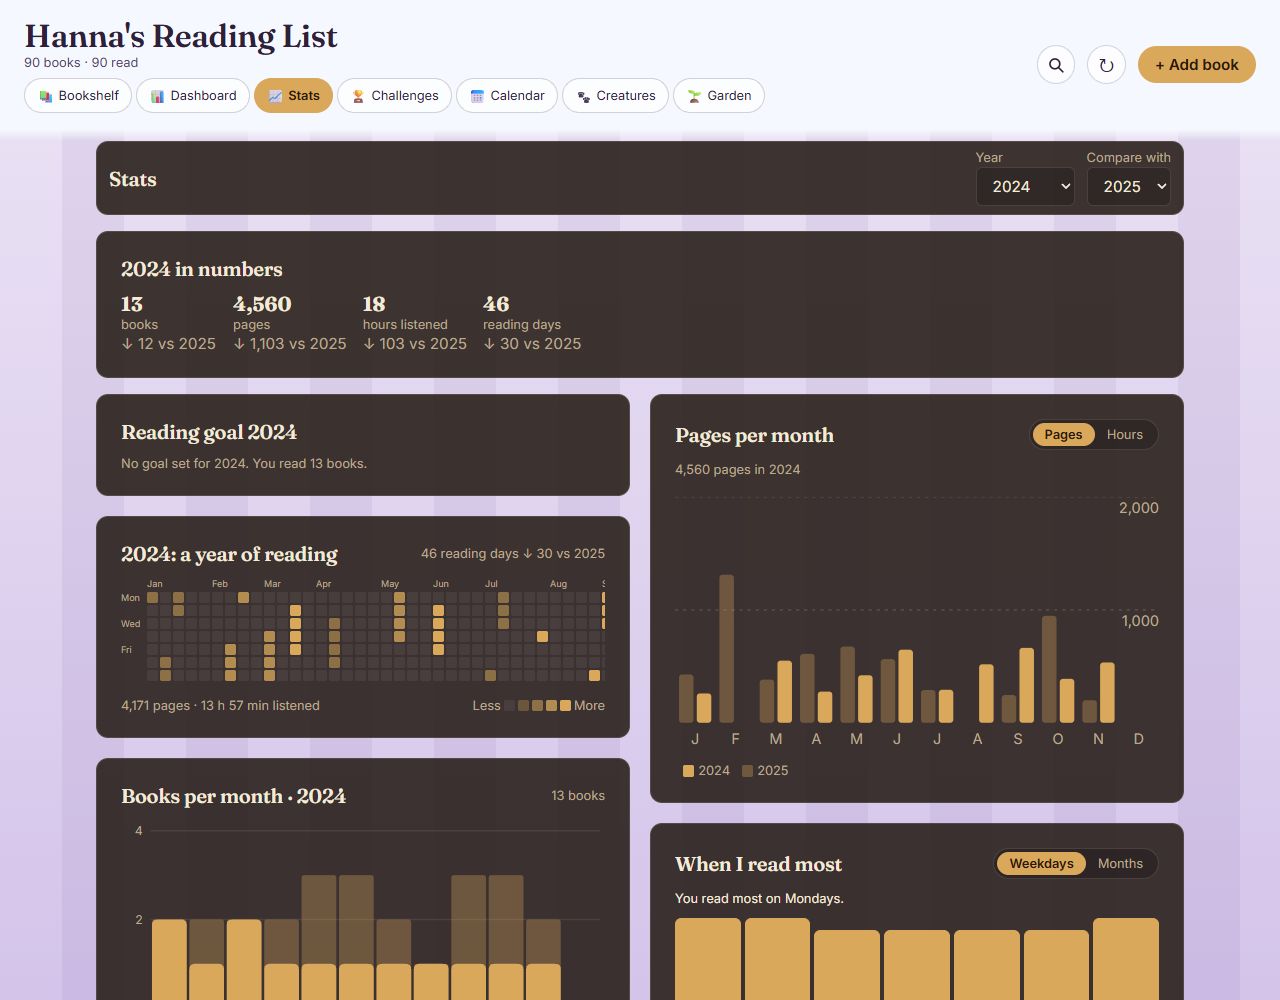 Hanna's Reading List
90 books · 90 read
Bookshelf
Dashboard
Stats
Challenges
Calendar
Creatures
Garden
+ Add book
Stats
Year
2024
Compare with
2025
2024 in numbers
13
books
↓ 12 vs 2025
4,560
pages
↓ 1,103 vs 2025
18
hours listened
↓ 103 vs 2025
46
reading days
↓ 30 vs 2025
Reading goal 2024
No goal set for 2024. You read 13 books.
2024: a year of reading
46 reading days ↓ 30 vs 2025
Jan Feb Mar Apr May Jun Jul Aug
Mon
Wed
Fri
4,171 pages · 13 h 57 min listened
Less More
Books per month · 2024
13 books
4
2
Pages per month
Pages Hours
4,560 pages in 2024
2,000
1,000
J F M A M J J A S O N D
2024 2025
When I read most
Weekdays Months
You read most on Mondays.